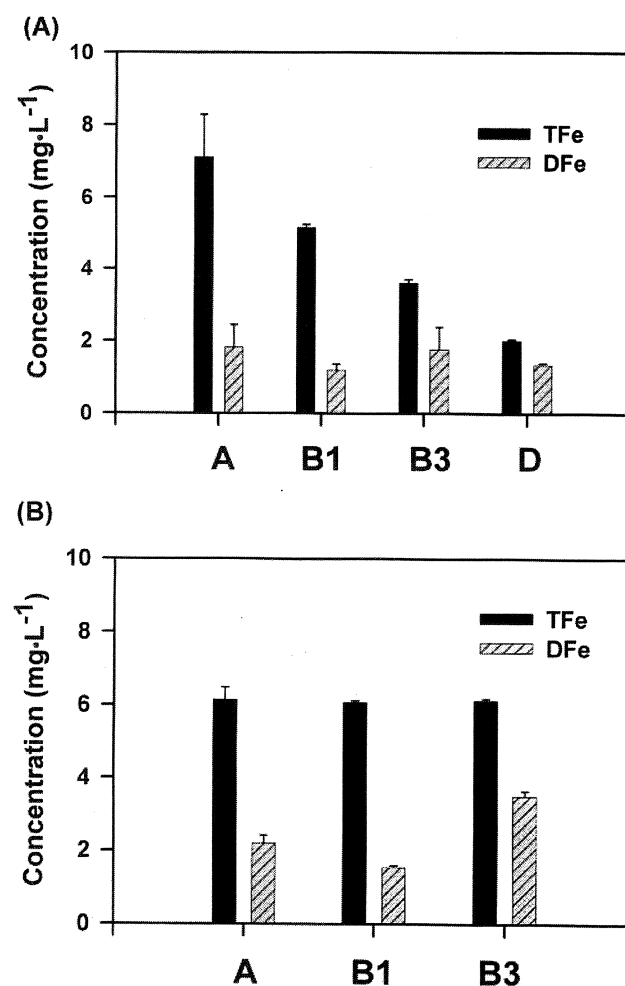 (A)
10
8
6
4
2
0
Concentration (mg·L⁻¹)
TFe
DFe
A B1 B3 D
(B)
10
8
6
4
2
0
Concentration (mg·L⁻¹)
TFe
DFe
A B1 B3